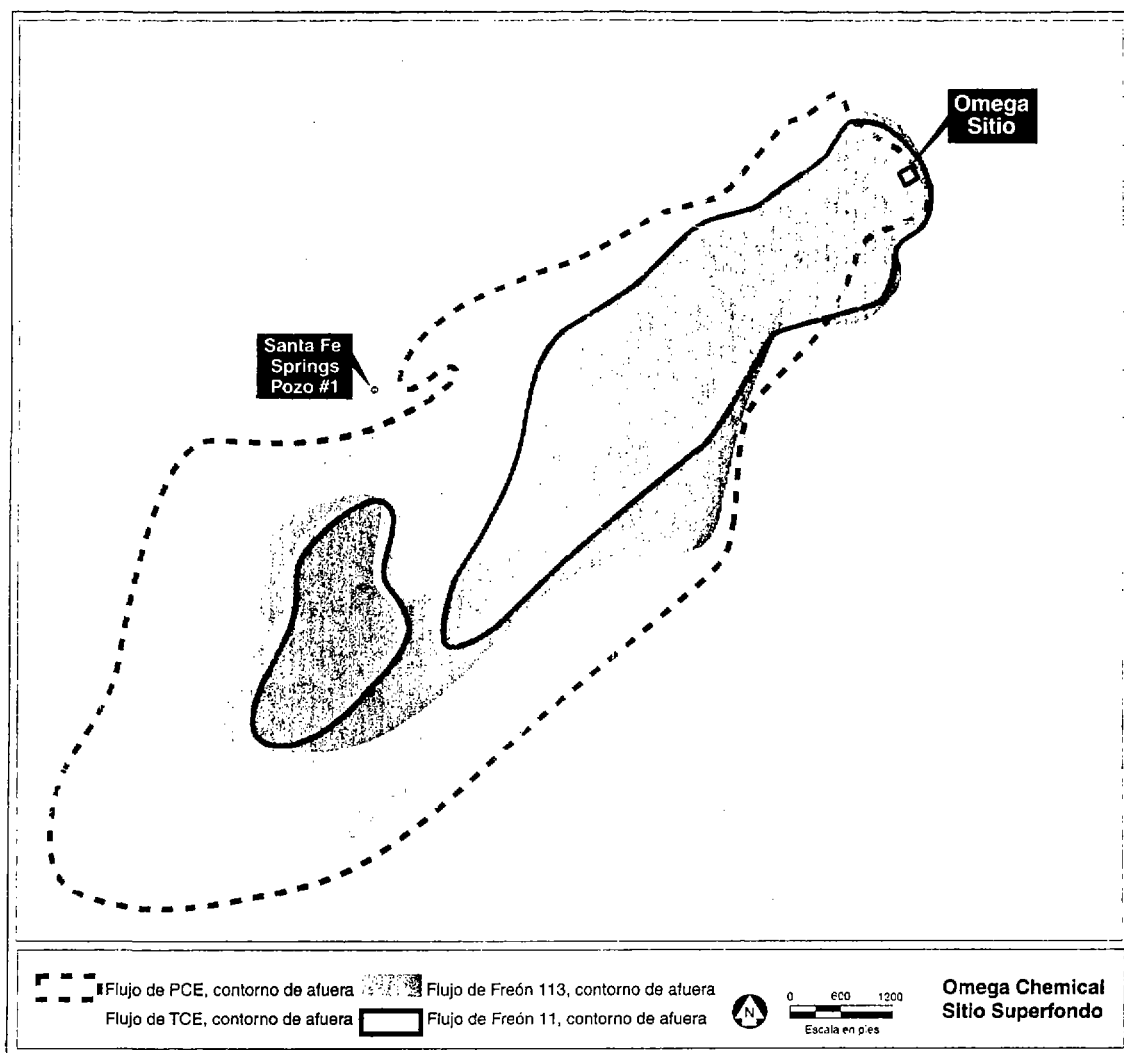 Omega
Sitio
Santa Fe
Springs
Pozo #1
Flujo de PCE, contorno de afuera
Flujo de Freón 113, contorno de afuera
Flujo de TCE, contorno de afuera
Flujo de Freón 11, contorno de afuera
N
0 600 1200
Escala en pies
Omega Chemical
Sitio Superfondo